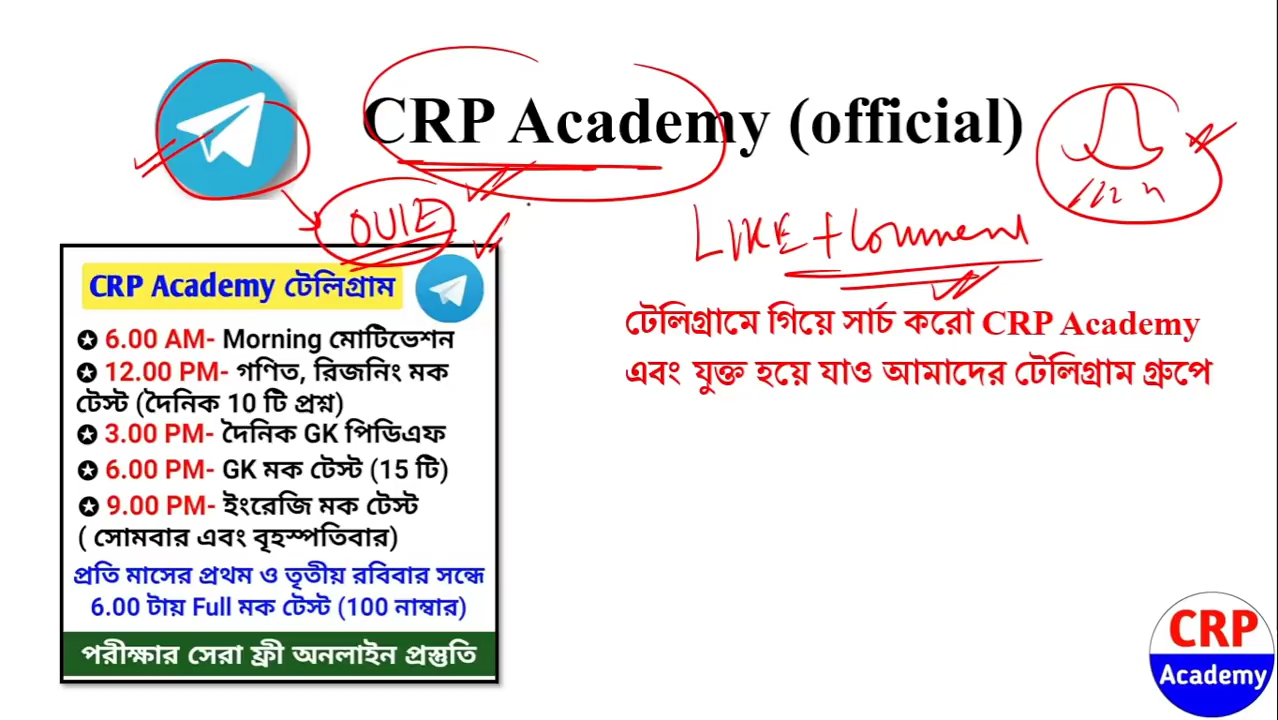 CRP Academy (official)
QUIZ
LIKE + Comment
CRP Academy টেলিগ্রাম
6.00 AM- Morning মোটিভেশন
12.00 PM- গণিত, রিজনিং মক
টেস্ট (দৈনিক 10 টি প্রশ্ন)
3.00 PM- দৈনিক GK পিডিএফ
6.00 PM- GK মক টেস্ট (15 টি)
9.00 PM- ইংরেজি মক টেস্ট
( সোমবার এবং বৃহস্পতিবার)
প্রতি মাসের প্রথম ও তৃতীয় রবিবার সন্ধে
6.00 টায় Full মক টেস্ট (100 নাম্বার)
পরীক্ষার সেরা ফ্রী অনলাইন প্রস্তুতি
টেলিগ্রামে গিয়ে সার্চ করো CRP Academy
এবং যুক্ত হয়ে যাও আমাদের টেলিগ্রাম গ্রুপে
CRP
Academy